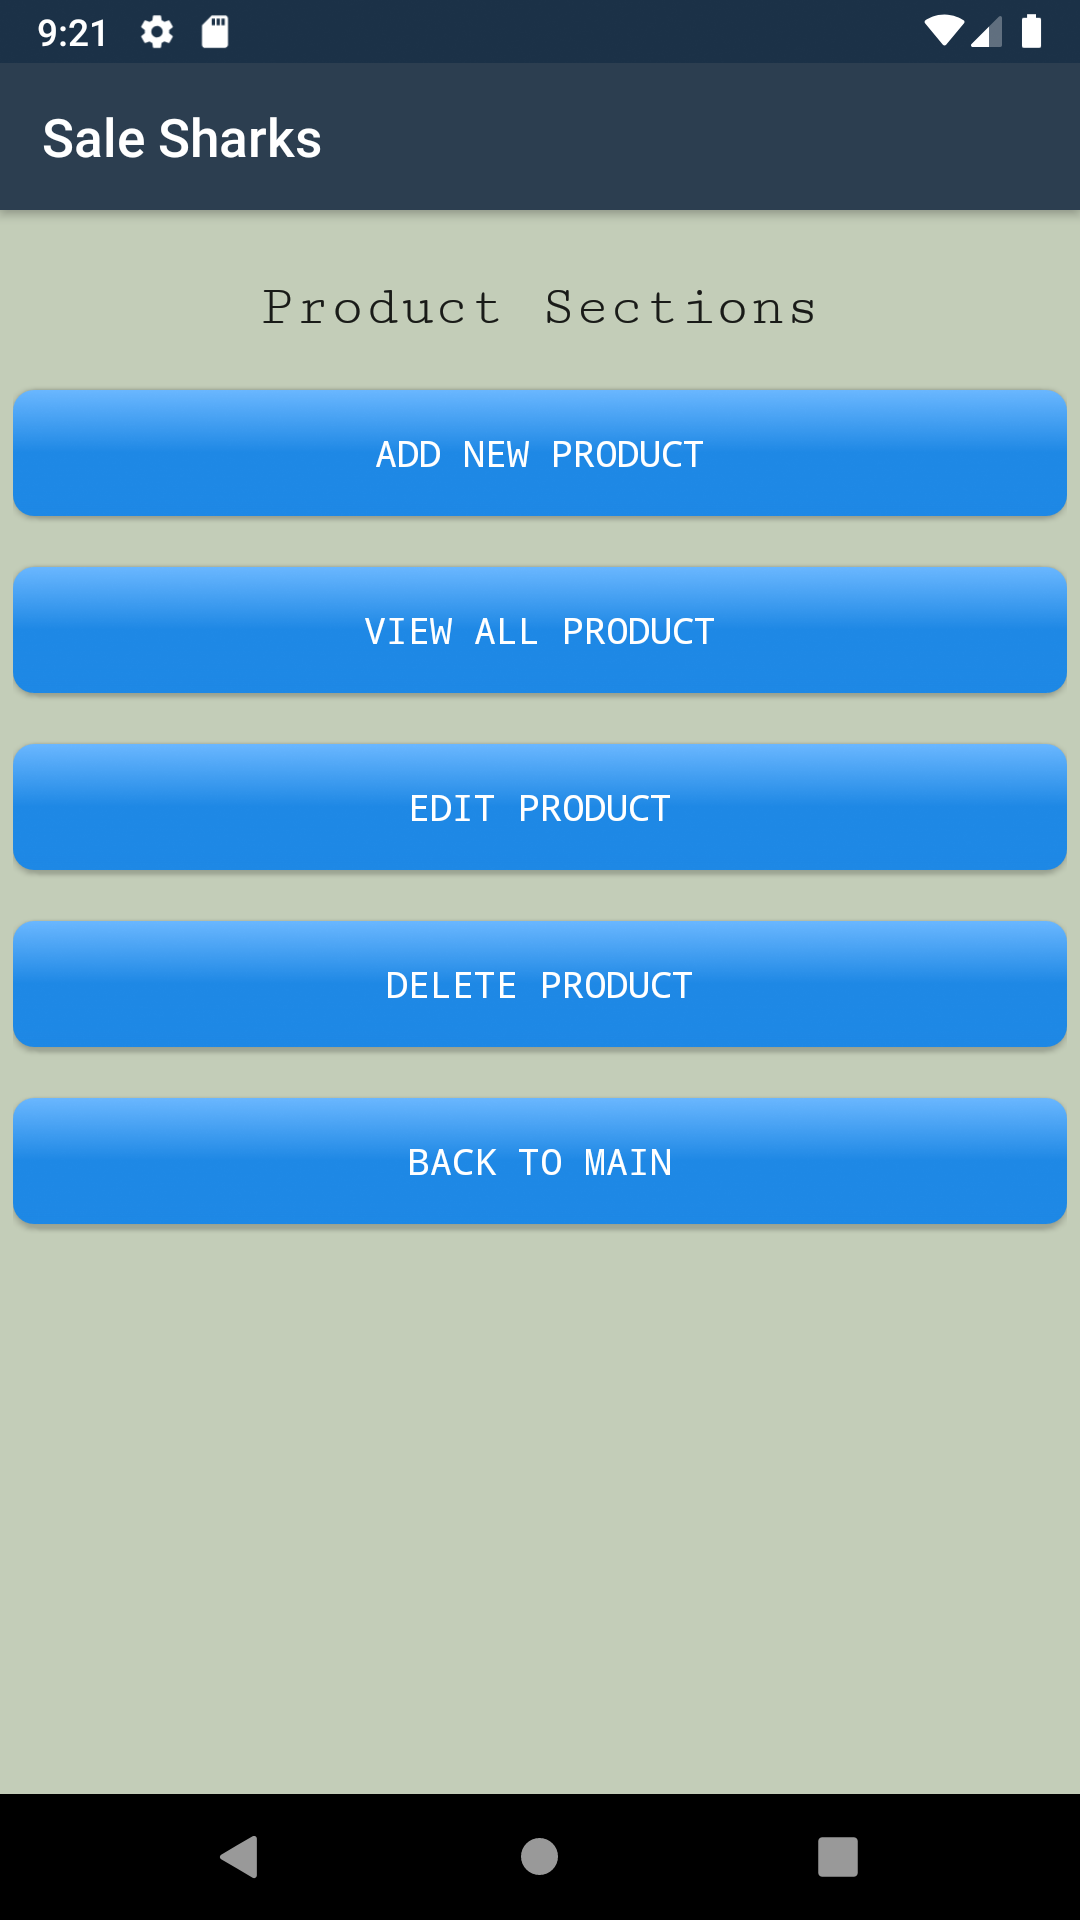 9:21
Sale Sharks
Product Sections
ADD NEW PRODUCT
VIEW ALL PRODUCT
EDIT PRODUCT
DELETE PRODUCT
BACK TO MAIN